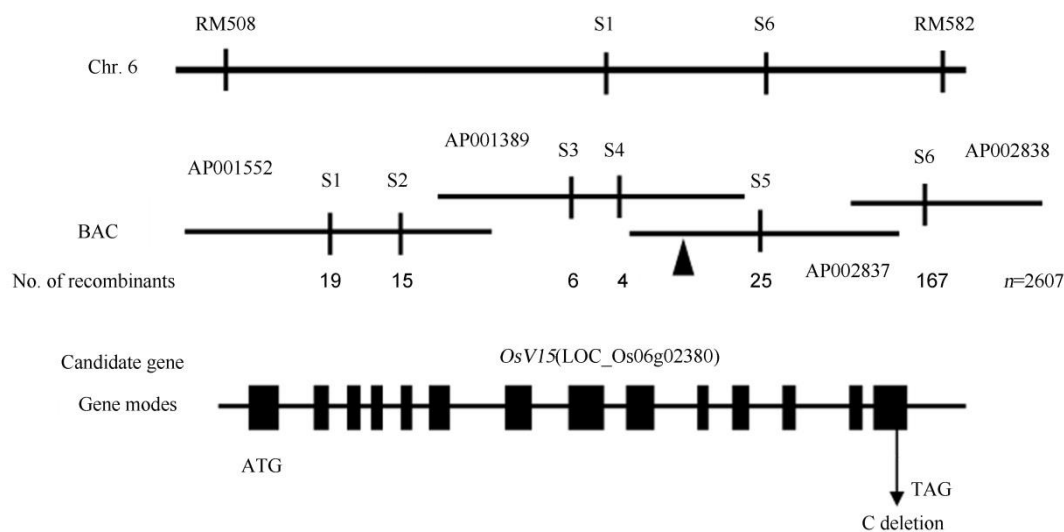 RM508 S1 S6 RM582
Chr. 6
AP001389 S3 S4 S6 AP002838
AP001552 S1 S2 S5
BAC
AP002837
No. of recombinants 19 15 6 4 25 167 n=2607
Candidate gene OsV15(LOC_Os06g02380)
Gene modes
ATG
TAG
C deletion